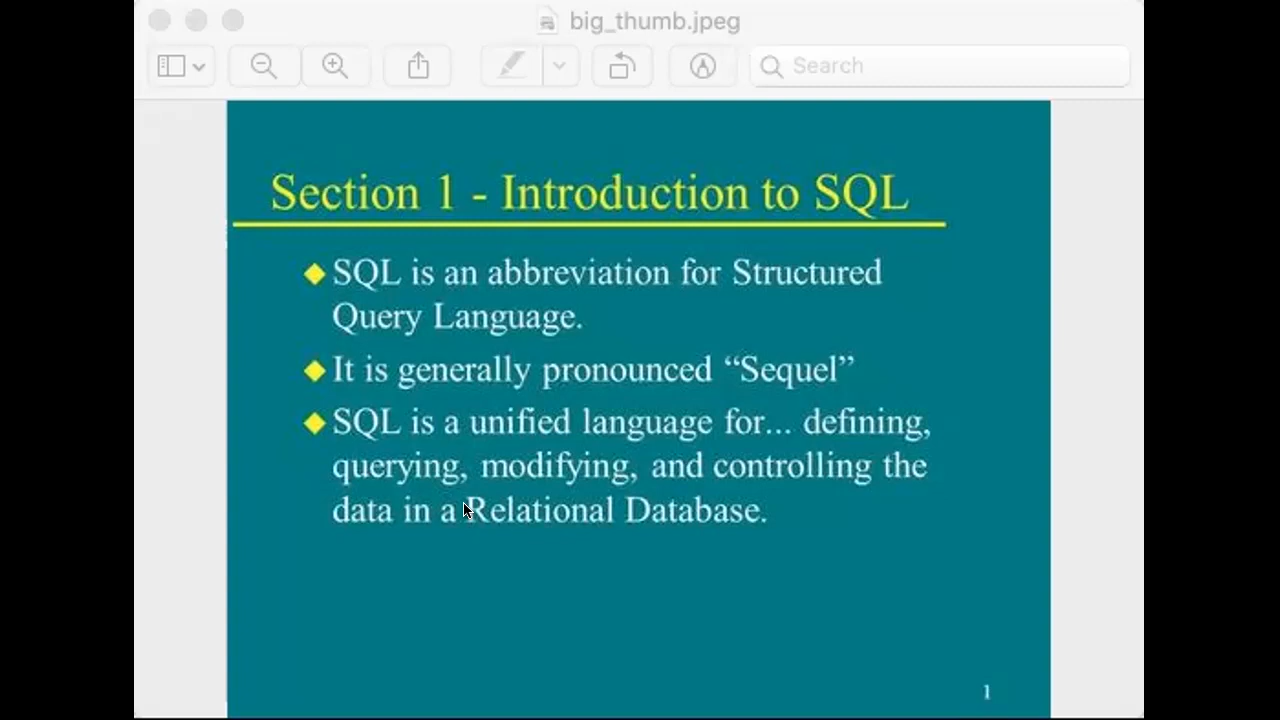 big_thumb.jpeg
Search
Section 1 - Introduction to SQL
SQL is an abbreviation for Structured
Query Language.
It is generally pronounced “Sequel”
SQL is a unified language for... defining,
querying, modifying, and controlling the
data in a Relational Database.
1